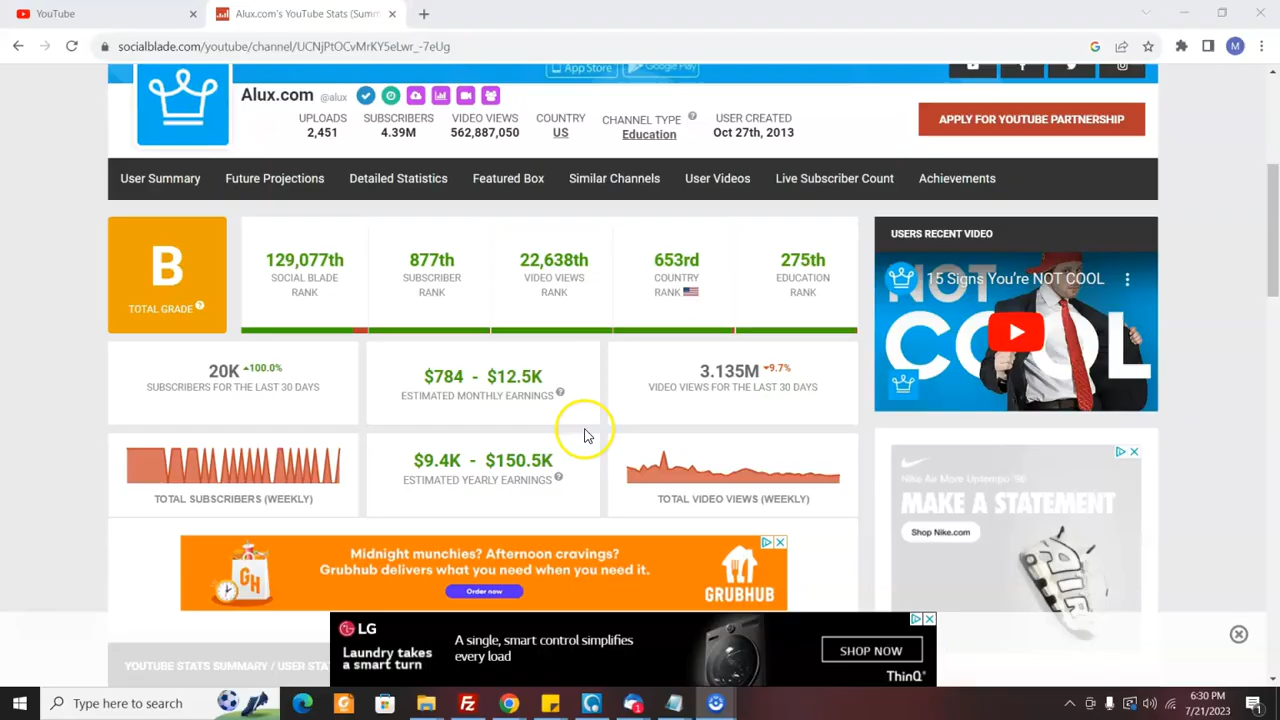 YouTube
Alux.com's YouTube Stats (Summ
socialblade.com/youtube/channel/UCNjPtOCvMrKY5eLwr_-7eUg
M
App Store
Google Play
Alux.com @alux
UPLOADS
2,451
SUBSCRIBERS
4.39M
VIDEO VIEWS
562,887,050
COUNTRY
US
CHANNEL TYPE
Education
USER CREATED
Oct 27th, 2013
APPLY FOR YOUTUBE PARTNERSHIP
User Summary Future Projections Detailed Statistics Featured Box Similar Channels User Videos Live Subscriber Count Achievements
B
TOTAL GRADE
129,077th
SOCIAL BLADE
RANK
877th
SUBSCRIBER
RANK
22,638th
VIDEO VIEWS
RANK
653rd
COUNTRY
RANK
275th
EDUCATION
RANK
USERS RECENT VIDEO
15 Signs You're NOT COOL
NOT
COOL
20K 100.0%
SUBSCRIBERS FOR THE LAST 30 DAYS
$784 - $12.5K
ESTIMATED MONTHLY EARNINGS
3.135M 9.7%
VIDEO VIEWS FOR THE LAST 30 DAYS
TOTAL SUBSCRIBERS (WEEKLY)
$9.4K - $150.5K
ESTIMATED YEARLY EARNINGS
TOTAL VIDEO VIEWS (WEEKLY)
Nike Air More Uptempo '96
MAKE A STATEMENT
Shop Nike.com
GH
Midnight munchies? Afternoon cravings?
Grubhub delivers what you need when you need it.
Order now
GRUBHUB
LG
Laundry takes
a smart turn
A single, smart control simplifies
every load
SHOP NOW
ThinQ
YOUTUBE STATS SUMMARY / USER STA
Type here to search
6:30 PM
7/21/2023
1